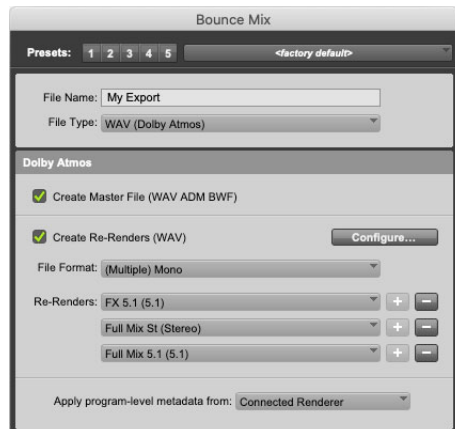 Bounce Mix
Presets: 1 2 3 4 5 <factory default>
File Name: My Export
File Type: WAV (Dolby Atmos)
Dolby Atmos
Create Master File (WAV ADM BWF)
Create Re-Renders (WAV) Configure...
File Format: (Multiple) Mono
Re-Renders: FX 5.1 (5.1) + −
Full Mix St (Stereo) + −
Full Mix 5.1 (5.1) + −
Apply program-level metadata from: Connected Renderer